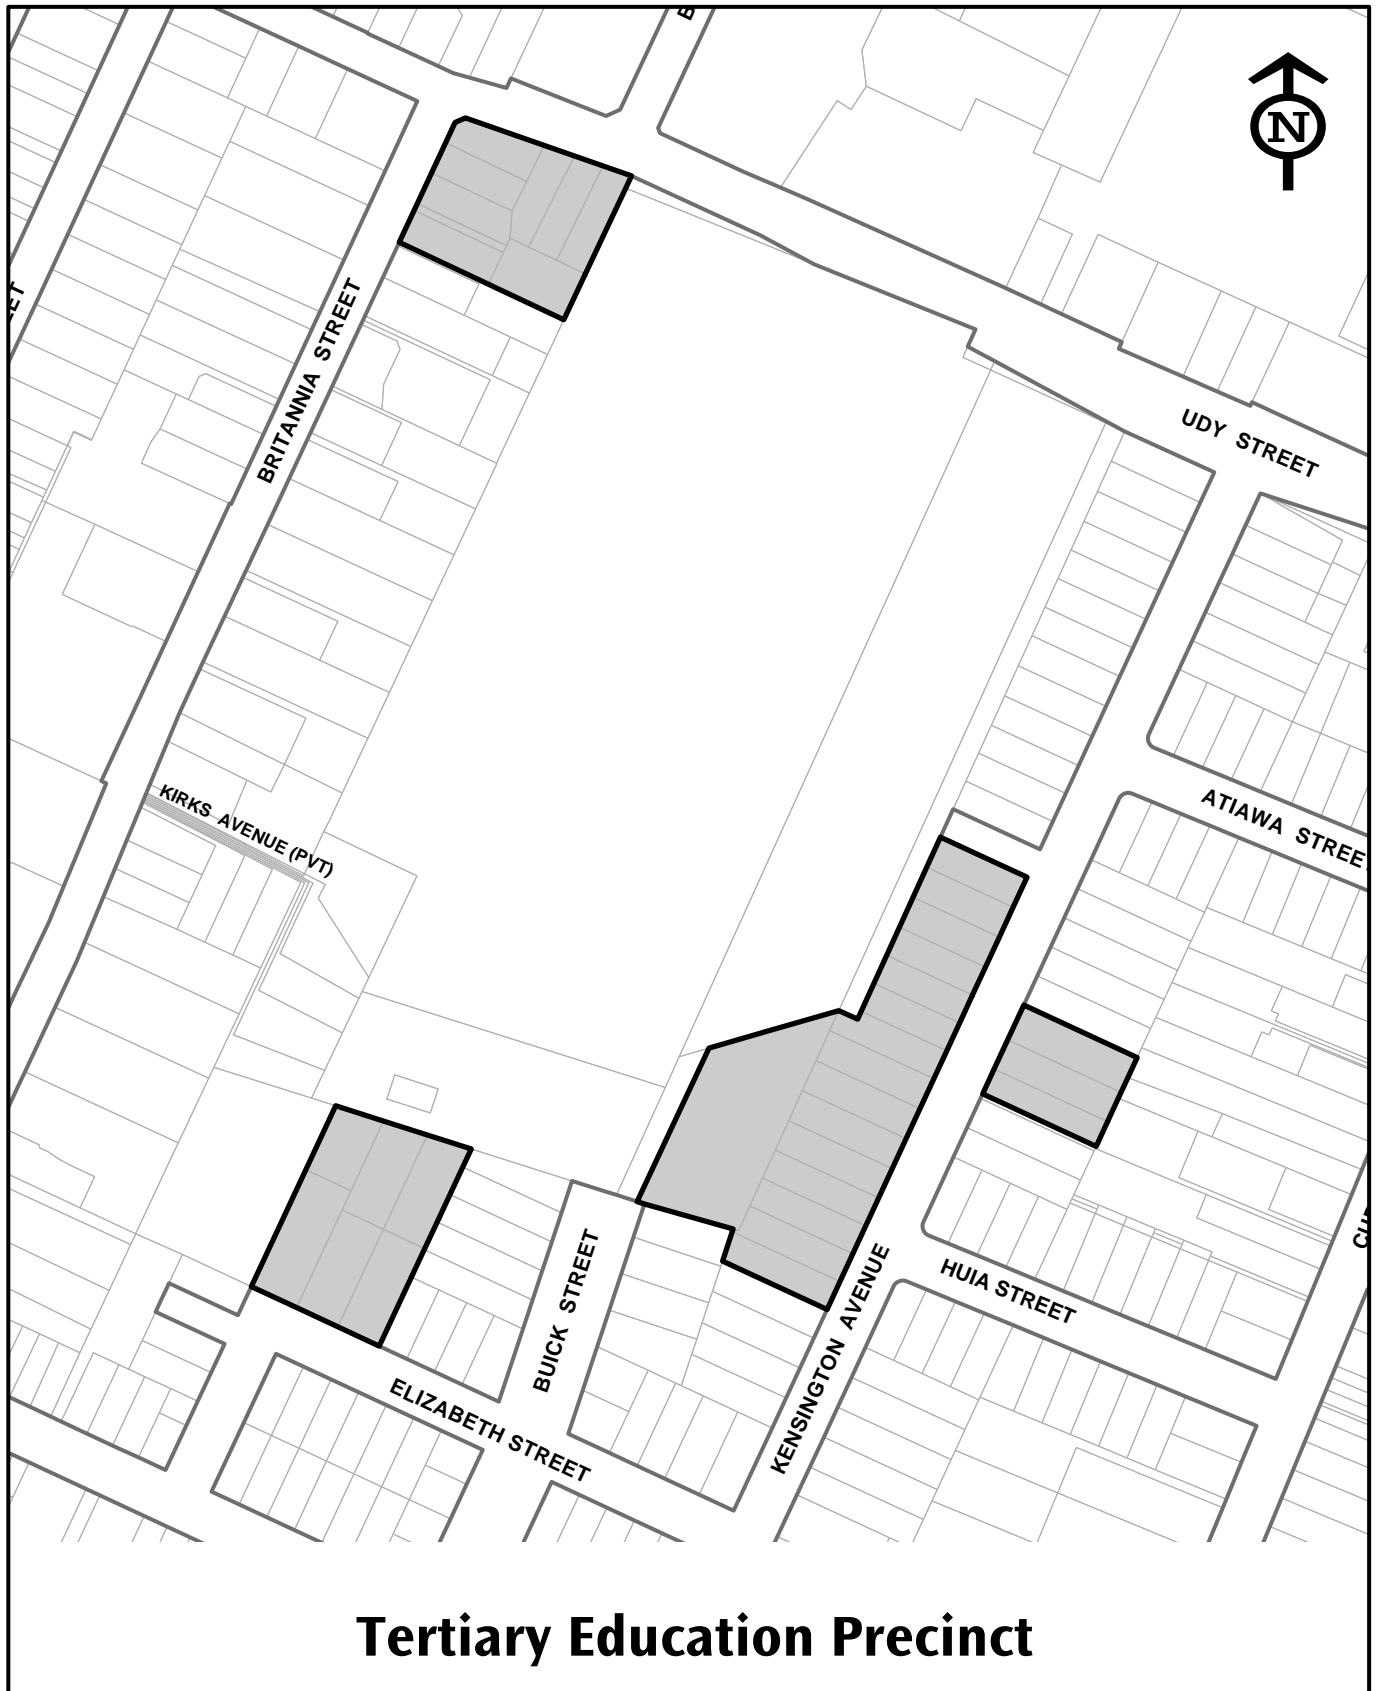 N
UDY STREET
BRITANNIA STREET
KIRKS AVENUE (PVT)
ATIAWA STREE
HUIA STREET
BUICK STREET
KENSINGTON AVENUE
ELIZABETH STREET
Tertiary Education Precinct